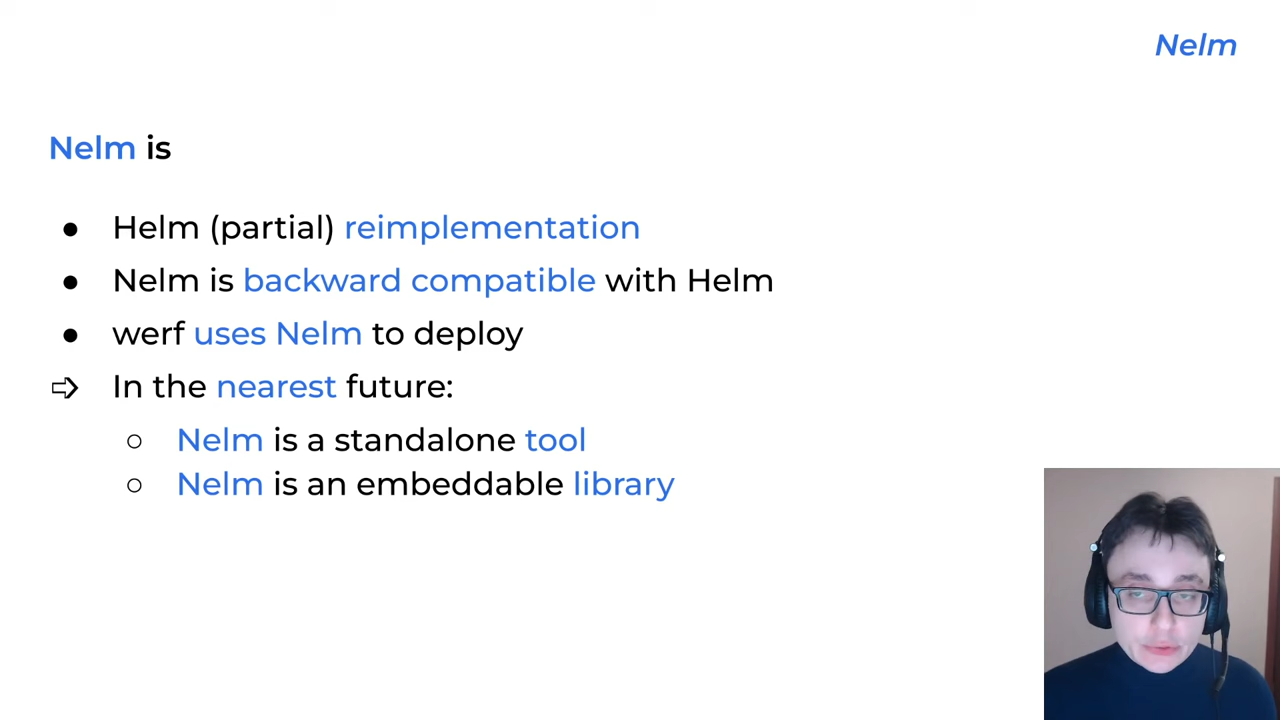 Nelm
Nelm is
● Helm (partial) reimplementation
● Nelm is backward compatible with Helm
● werf uses Nelm to deploy
⇨ In the nearest future:
○ Nelm is a standalone tool
○ Nelm is an embeddable library